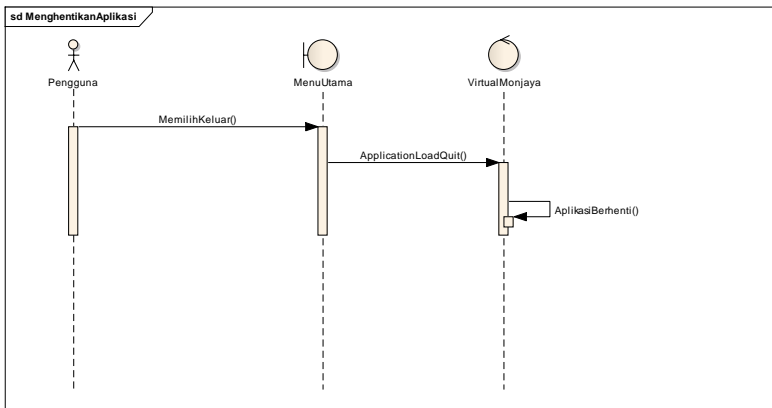 sd MenghentikanAplikasi
Pengguna
MenuUtama
VirtualMonjaya
MemilihKeluar()
ApplicationLoadQuit()
AplikasiBerhenti()